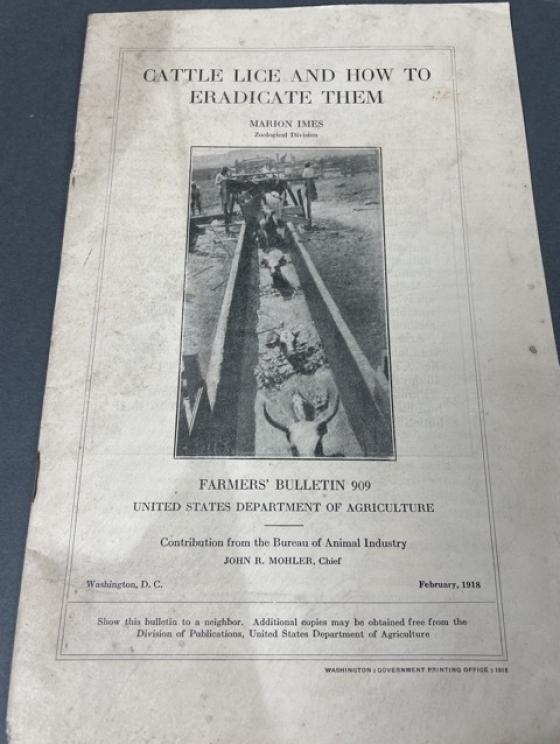 CATTLE LICE AND HOW TO
ERADICATE THEM
MARION IMES
Zoological Division
FARMERS' BULLETIN 909
UNITED STATES DEPARTMENT OF AGRICULTURE
Contribution from the Bureau of Animal Industry
JOHN R. MOHLER, Chief
Washington, D. C. February, 1918
Show this bulletin to a neighbor. Additional copies may be obtained free from the
Division of Publications, United States Department of Agriculture
WASHINGTON : GOVERNMENT PRINTING OFFICE : 1918